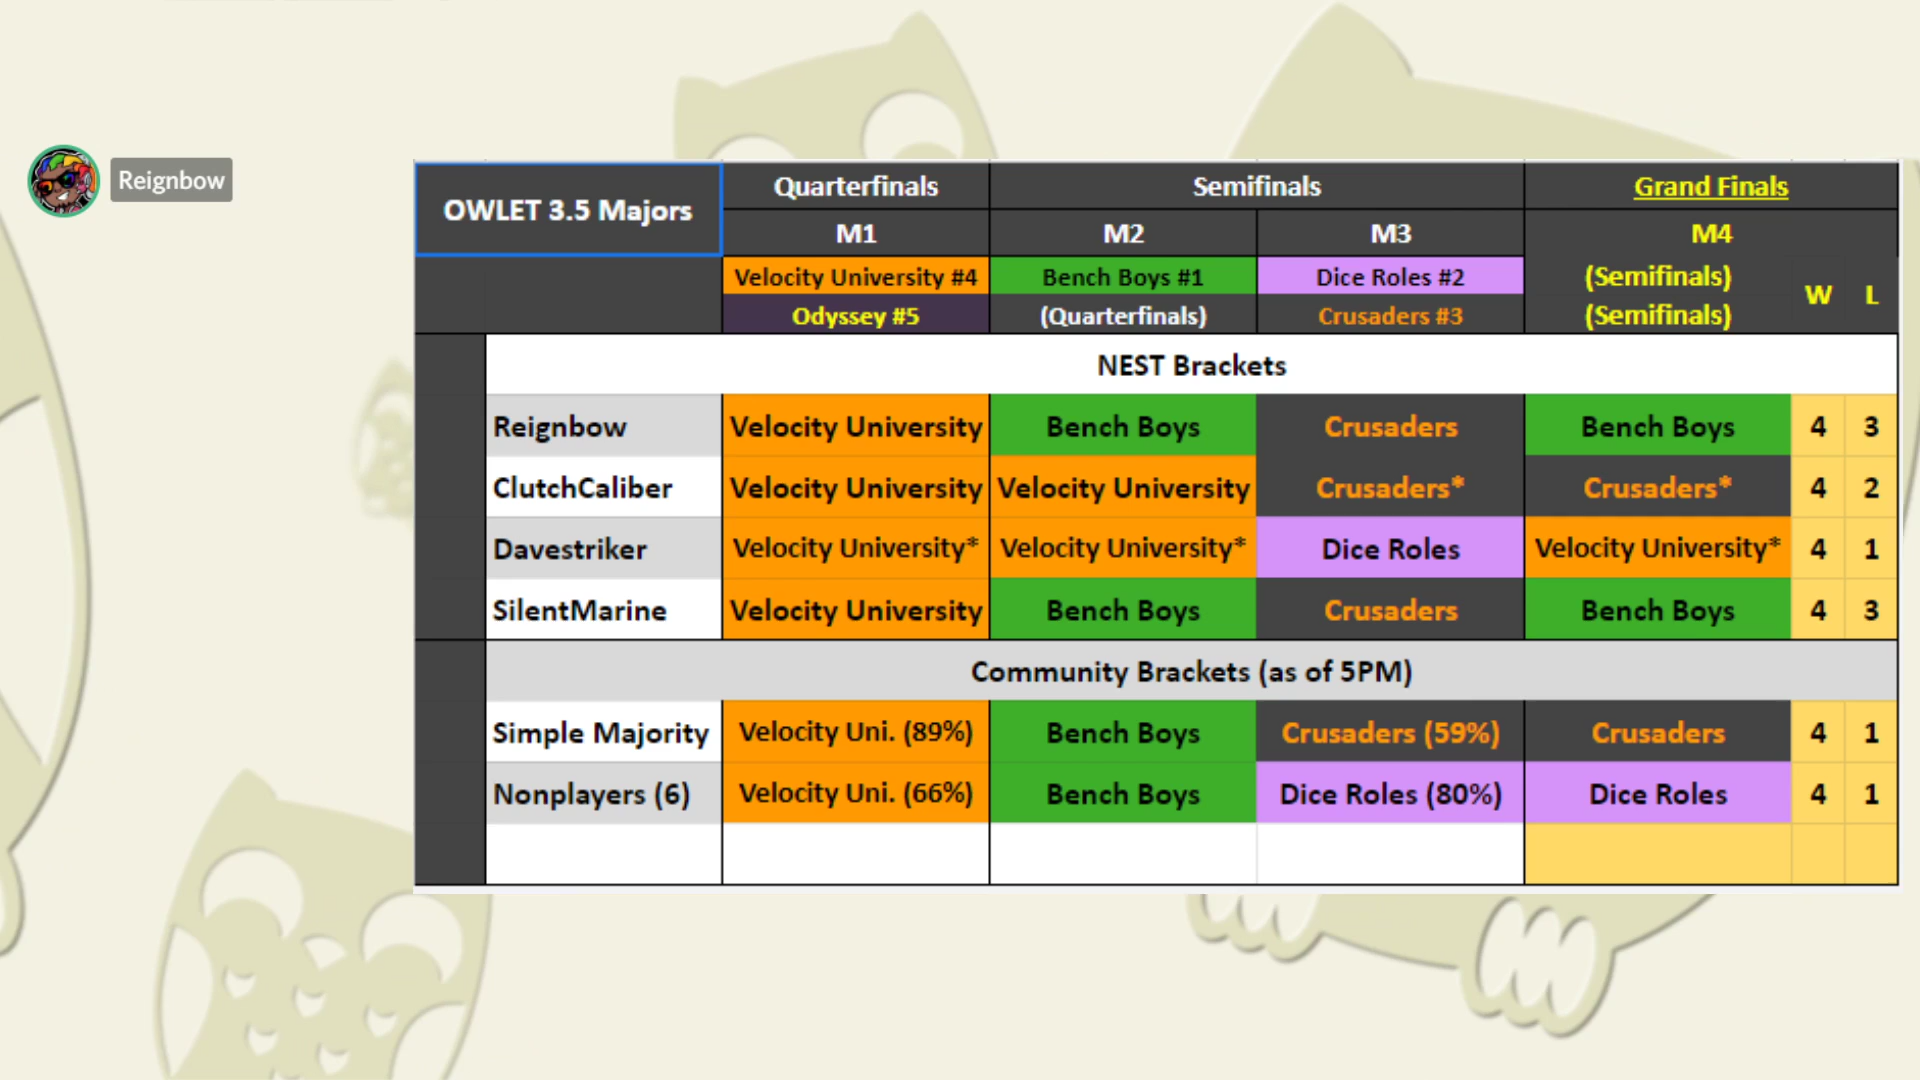 Reignbow
OWLET 3.5 Majors
Quarterfinals Semifinals Grand Finals
M1 M2 M3 M4
Velocity University #4 Bench Boys #1 Dice Roles #2 (Semifinals) W L
Odyssey #5 (Quarterfinals) Crusaders #3 (Semifinals)
NEST Brackets
Reignbow Velocity University Bench Boys Crusaders Bench Boys 4 3
ClutchCaliber Velocity University Velocity University Crusaders* Crusaders* 4 2
Davestriker Velocity University* Velocity University* Dice Roles Velocity University* 4 1
SilentMarine Velocity University Bench Boys Crusaders Bench Boys 4 3
Community Brackets (as of 5PM)
Simple Majority Velocity Uni. (89%) Bench Boys Crusaders (59%) Crusaders 4 1
Nonplayers (6) Velocity Uni. (66%) Bench Boys Dice Roles (80%) Dice Roles 4 1